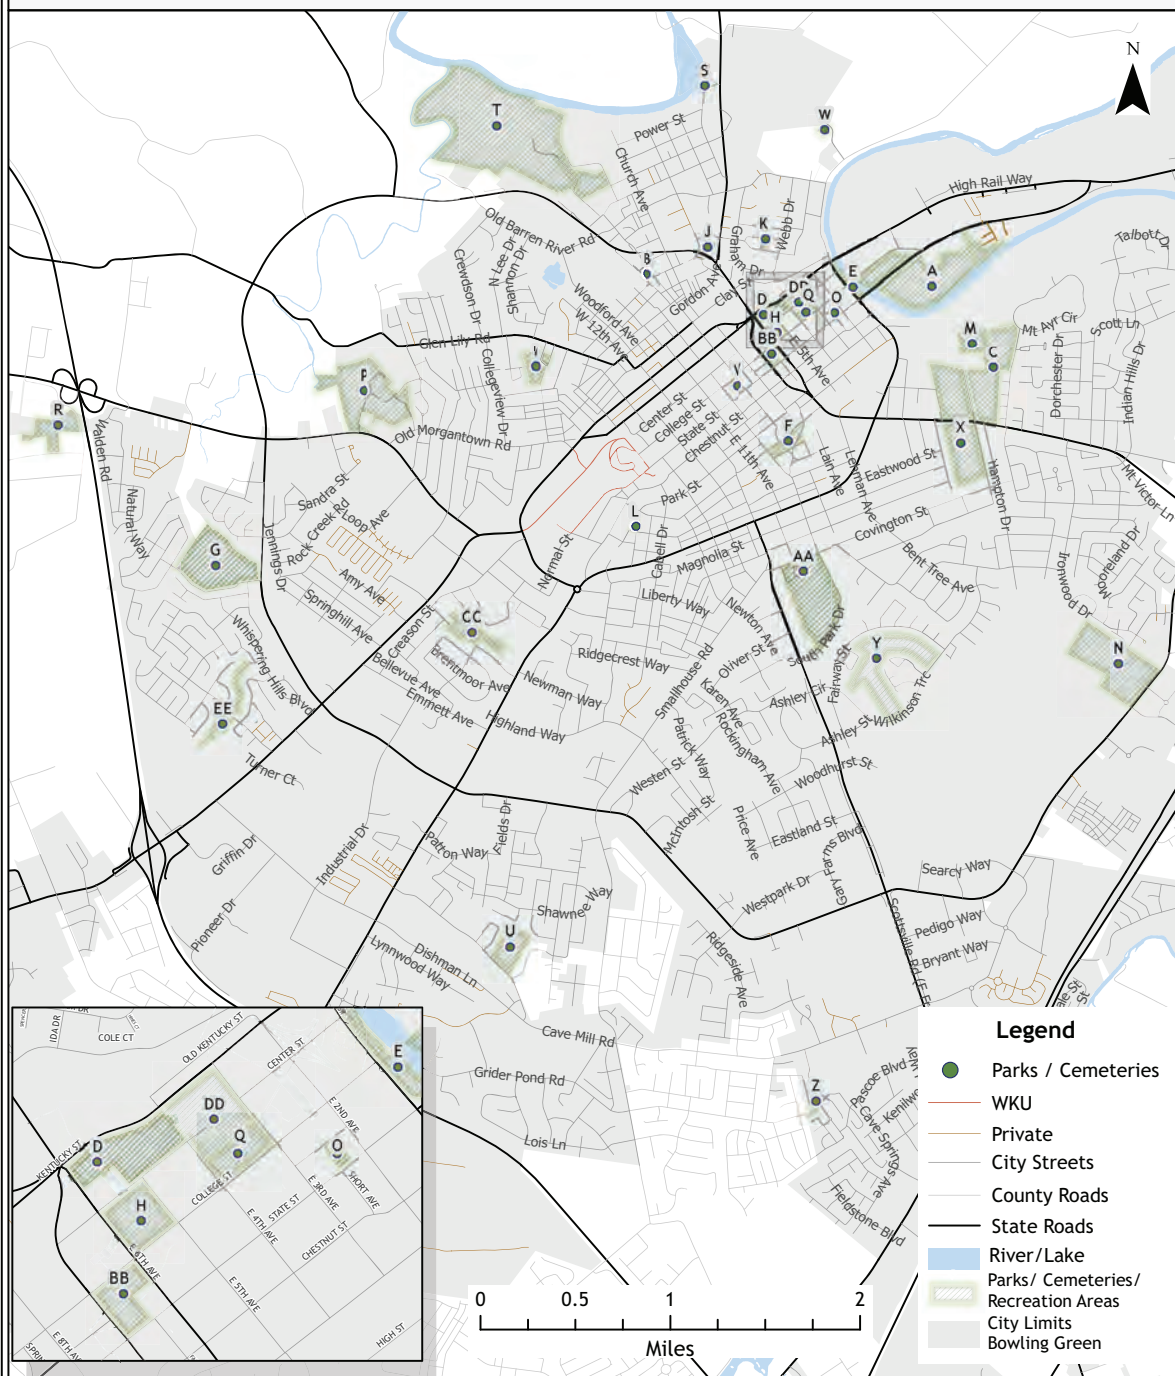 N
S
T
W
Power St
Church Ave
High Rail Way
Old Barren River Rd
N Lee Dr
Shannon Dr
Crewdson Dr
J
K
Webb Dr
Graham Dr
B
Gordon Ave
Clay St
Talbott Dr
E
A
D
DD
Q
O
H
BB
E 5th Ave
Woodford Ave
W 12th Ave
Glen Lily Rd
Collegeview Dr
M
C
Mt Ayr Cir
Scott Ln
Dorchester Dr
Indian Hills Dr
P
V
R
Walden Rd
Old Morgantown Rd
Center St
College St
State St
Chestnut St
E 11th Ave
F
X
Lain Ave
Lehman Ave
Eastwood St
Hampton Dr
Mt Victor Ln
Natural Way
Sandra St
Rock Creek Rd
Loop Ave
Park St
L
Covington St
G
Jennings Dr
Amy Ave
Springhill Ave
Normal St
Cabell Dr
Magnolia St
AA
Bent Tree Ave
Ironwood Dr
Moreland Dr
Liberty Way
Newton Ave
Creason St
CC
Whispering Hills Blvd
Bellevue Ave
Brentmoor Ave
Emmett Ave
Newman Way
Highland Way
Ridgecrest Way
Smallhouse Rd
Oliver St
South Park Dr
Fairway St
Y
N
Karen Ave
Ashley Cir
Wilkinson Trc
Ashley St
EE
Turner Ct
Patrick Way
Rockingham Ave
Westen St
Woodhurst St
McIntosh St
Price Ave
Eastland St
Gary Farms Blvd
Griffin Dr
Industrial Dr
Patton Way
Fields Dr
Searcy Way
Westpark Dr
Pioneer Dr
Shawnee Way
U
Dishman Ln
Lynnwood Way
Ridgeside Ave
Pedigo Way
Bryant Way
Cave Mill Rd
Grider Pond Rd
Lois Ln
Z
Pascoe Blvd
Cave Springs Ave
Fieldstone Blvd
IDA DR
COLE CT
OLD KENTUCKY ST
CENTER ST
E
DD
E 2ND AVE
D
Q
O
KENTUCKY ST
COLLEGE ST
E 3RD AVE
SHORT AVE
H
STATE ST
E 4TH AVE
CHESTNUT ST
E 6TH AVE
BB
E 5TH AVE
E 8TH AVE
HIGH ST
0 0.5 1 2
Miles
Legend
Parks / Cemeteries
WKU
Private
City Streets
County Roads
State Roads
River/Lake
Parks/ Cemeteries/
Recreation Areas
City Limits
Bowling Green